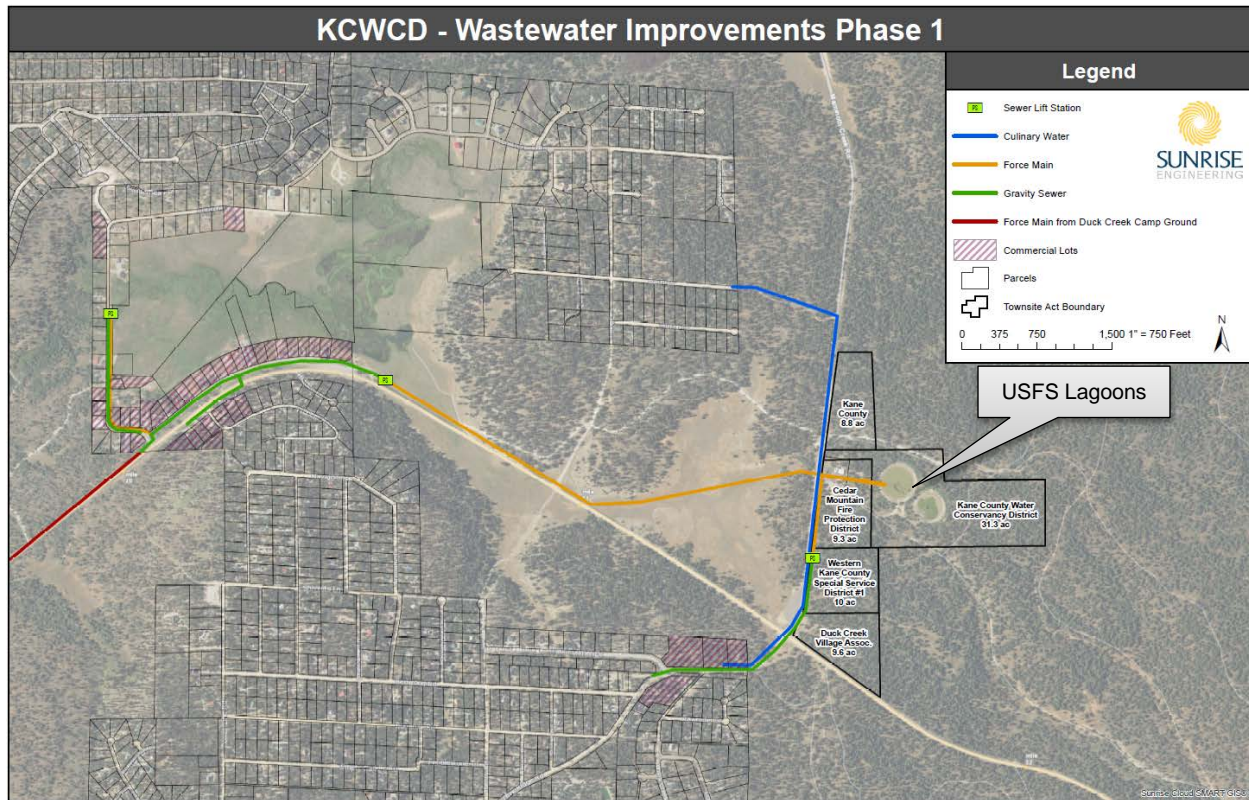 KCWCD - Wastewater Improvements Phase 1
Legend
PS
Sewer Lift Station
Culinary Water
Force Main
Gravity Sewer
Force Main from Duck Creek Camp Ground
Commercial Lots
Parcels
Townsite Act Boundary
0 375 750 1,500 1" = 750 Feet
N
SUNRISE
ENGINEERING
USFS Lagoons
PS
PS
Kane
County
8.8 ac
Cedar
Mountain
Fire
Protection
District
9.3 ac
Kane County Water
Conservancy District
31.3 ac
PS
Western
Kane County
Special Service
District #1
10 ac
Duck Creek
Village Assoc.
9.6 ac